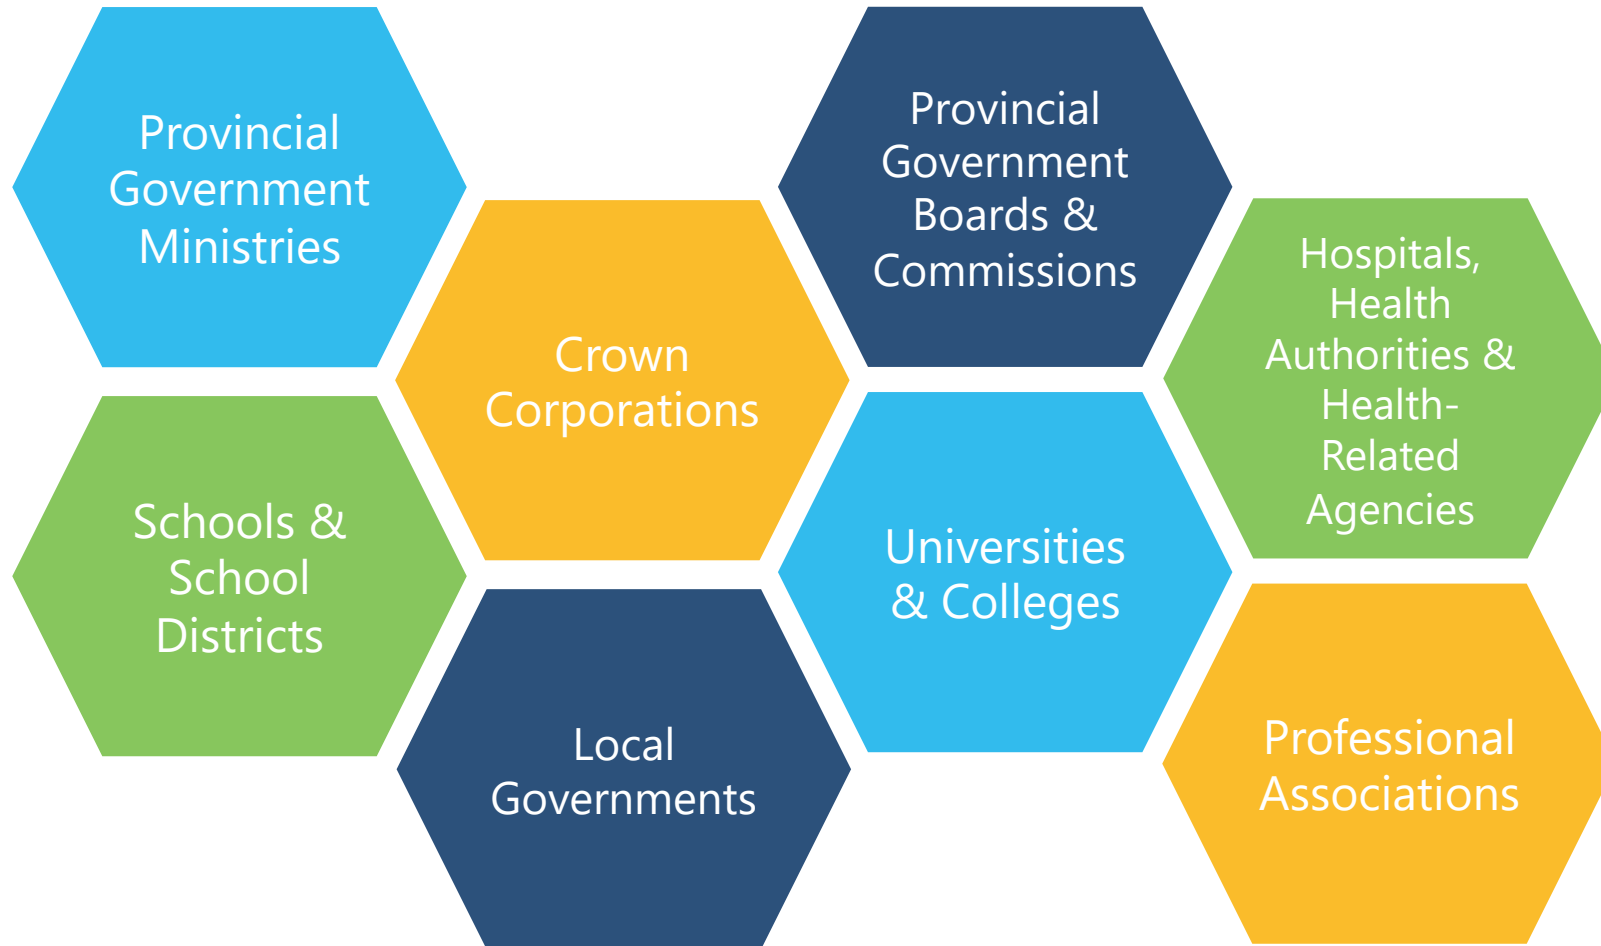 Provincial
Government
Ministries
Crown
Corporations
Provincial
Government
Boards &
Commissions
Hospitals,
Health
Authorities &
Health-
Related
Agencies
Schools &
School
Districts
Local
Governments
Universities
& Colleges
Professional
Associations